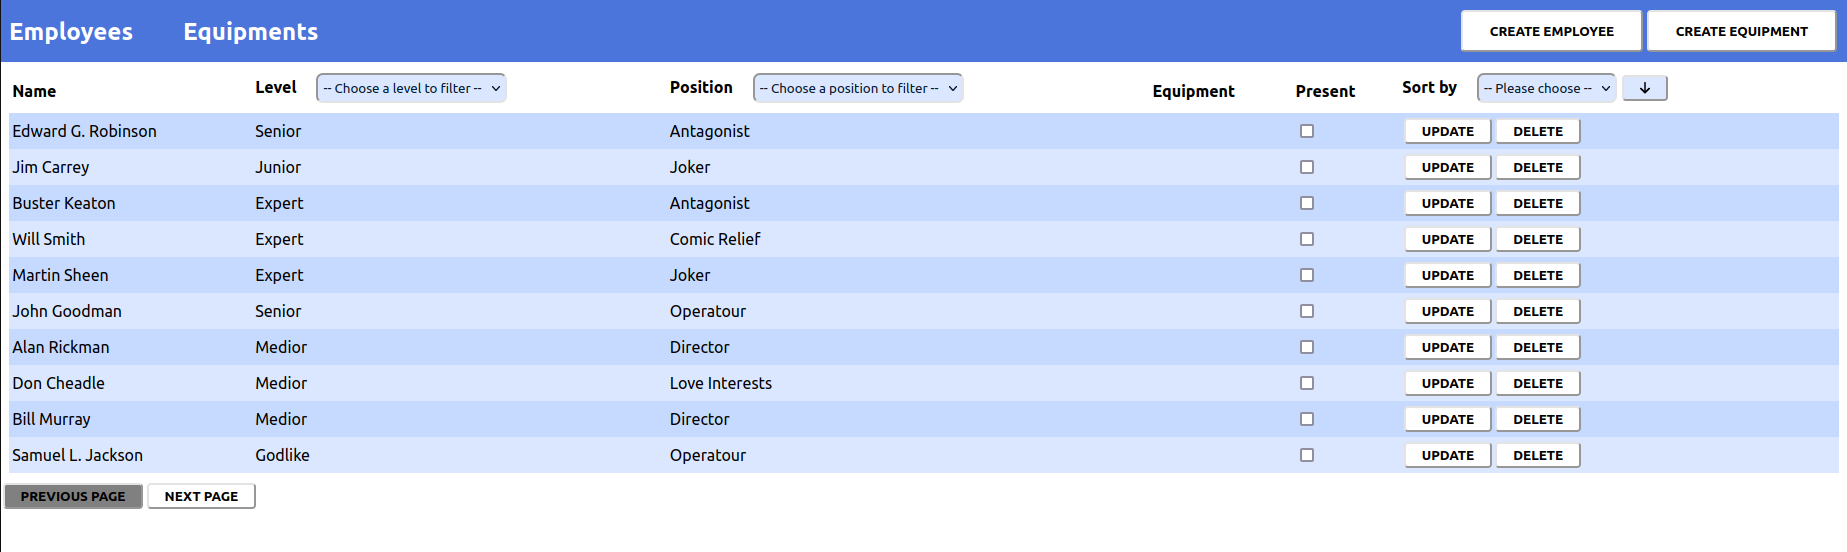 Employees Equipments CREATE EMPLOYEE CREATE EQUIPMENT
Name Level -- Choose a level to filter -- Position -- Choose a position to filter -- Equipment Present Sort by -- Please choose -- ↓
Edward G. Robinson Senior Antagonist UPDATE DELETE
Jim Carrey Junior Joker UPDATE DELETE
Buster Keaton Expert Antagonist UPDATE DELETE
Will Smith Expert Comic Relief UPDATE DELETE
Martin Sheen Expert Joker UPDATE DELETE
John Goodman Senior Operatour UPDATE DELETE
Alan Rickman Medior Director UPDATE DELETE
Don Cheadle Medior Love Interests UPDATE DELETE
Bill Murray Medior Director UPDATE DELETE
Samuel L. Jackson Godlike Operatour UPDATE DELETE
PREVIOUS PAGE NEXT PAGE